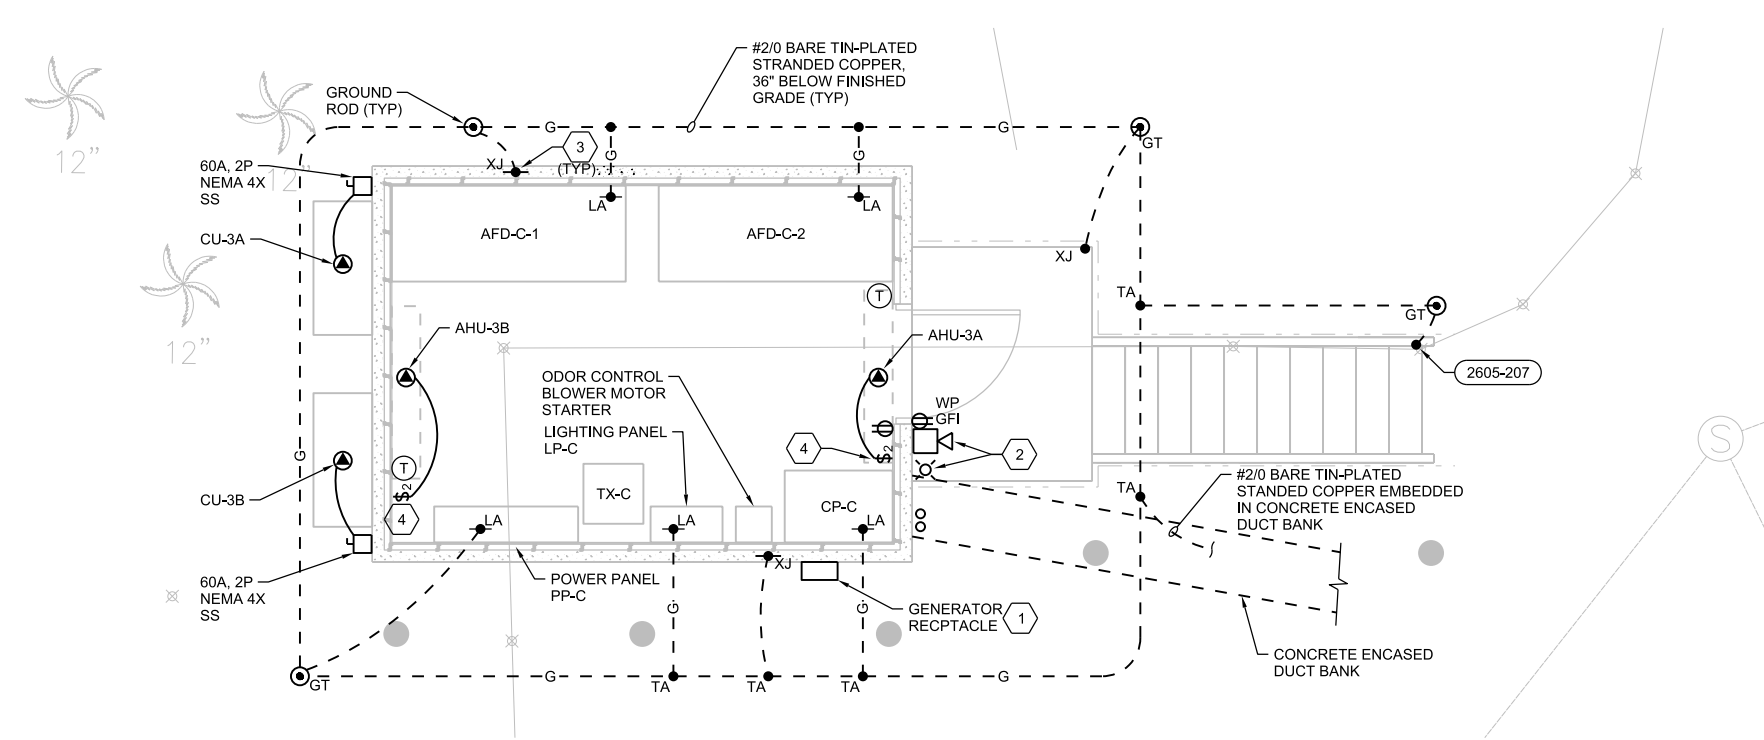 #2/0 BARE TIN-PLATED
STRANDED COPPER,
36" BELOW FINISHED
GRADE (TYP)
GROUND
ROD (TYP)
12”
12”
12”
60A, 2P
NEMA 4X
SS
XJ
3
(TYP)
G
G
G
G
GT
LA
LA
AFD-C-1
AFD-C-2
CU-3A
XJ
T
TA
GT
AHU-3B
AHU-3A
2605-207
ODOR CONTROL
BLOWER MOTOR
STARTER
LIGHTING PANEL
LP-C
WP
GFI
4
S2
2
S
G
T
TX-C
CU-3B
S2
4
CP-C
LA
LA
LA
TA
#2/0 BARE TIN-PLATED
STANDED COPPER EMBEDDED
IN CONCRETE ENCASED
DUCT BANK
60A, 2P
NEMA 4X
SS
POWER PANEL
PP-C
XJ
GENERATOR
RECPTACLE
1
G
G
CONCRETE ENCASED
DUCT BANK
GT
G
TA
TA
TA
G